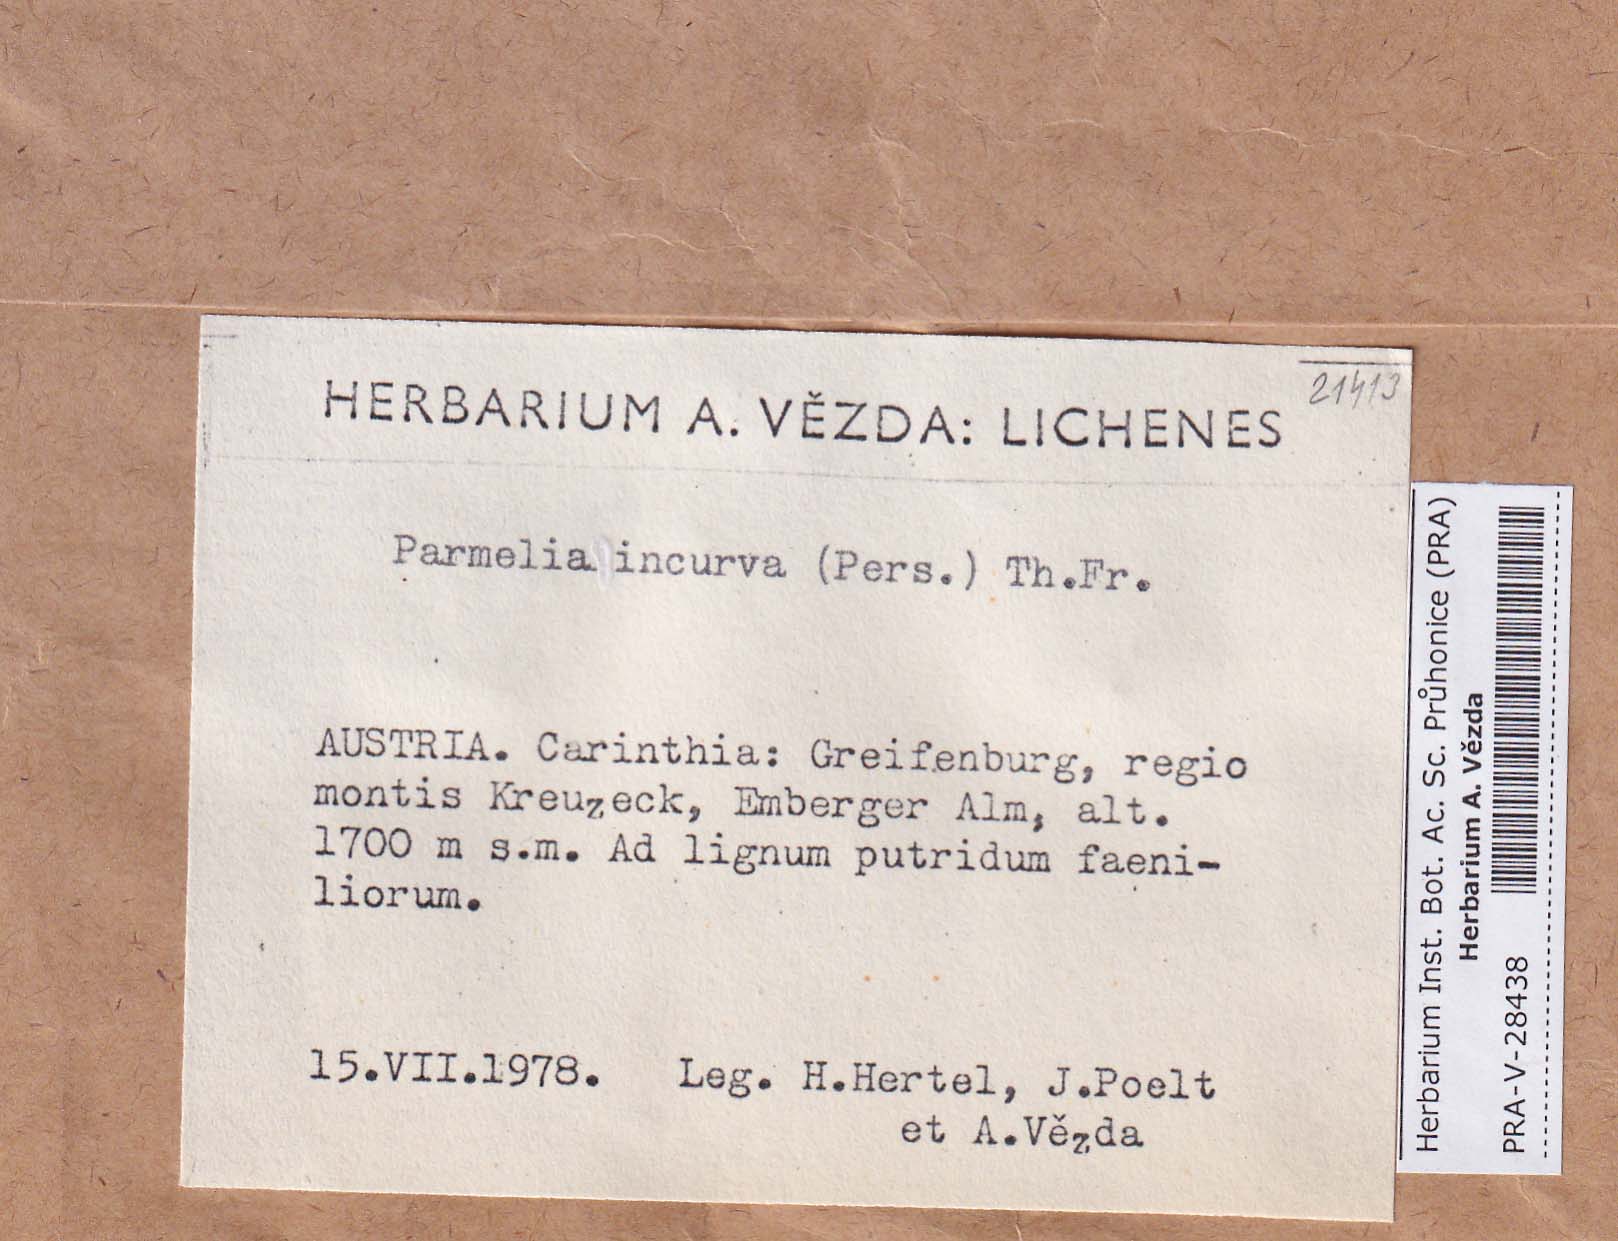 21413
HERBARIUM A. VĚZDA: LICHENES
Parmelia incurva (Pers.) Th.Fr.
AUSTRIA. Carinthia: Greifenburg, regio
montis Kreuzeck, Emberger Alm, alt.
1700 m s.m. Ad lignum putridum faeni-
liorum.
15.VII.1978. Leg. H.Hertel, J.Poelt
et A.Vězda
Herbarium Inst. Bot. Ac. Sc. Průhonice (PRA)
Herbarium A. Vězda
PRA-V-28438